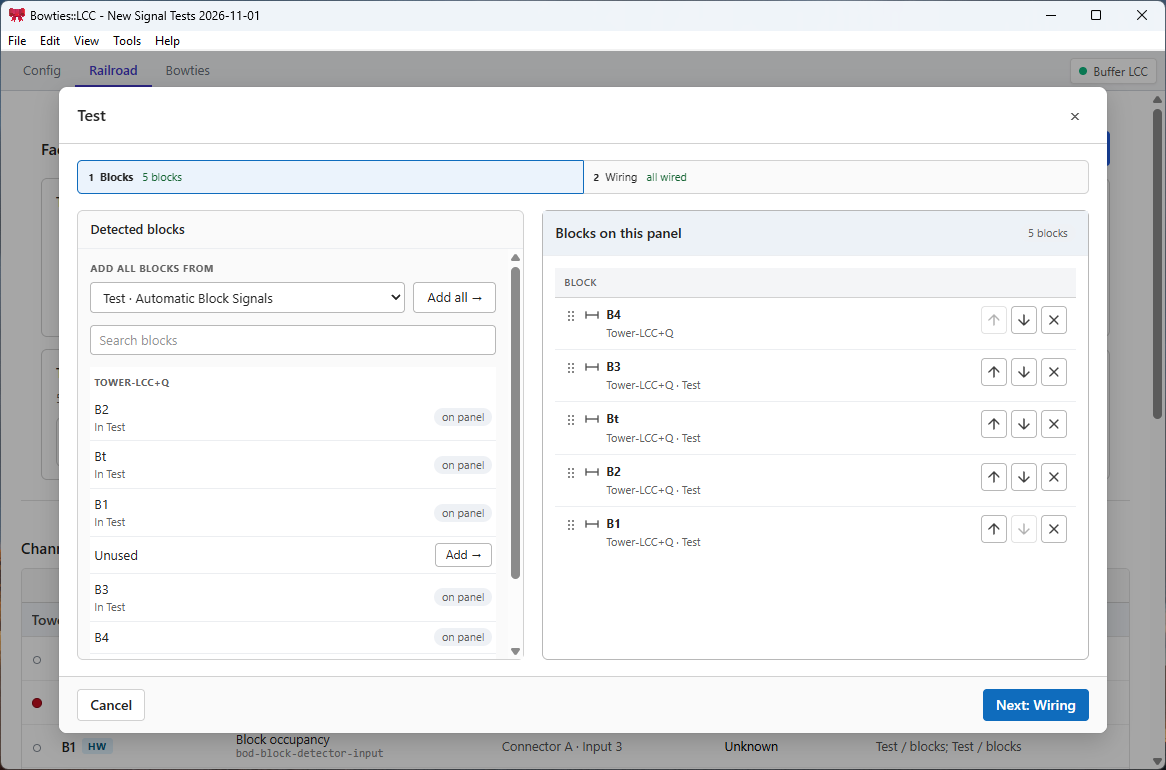 Bowties::LCC - New Signal Tests 2026-11-01
File Edit View Tools Help
Config Railroad Bowties Buffer LCC
Test
1 Blocks 5 blocks 2 Wiring all wired
Detected blocks
ADD ALL BLOCKS FROM
Test · Automatic Block Signals Add all →
Search blocks
TOWER-LCC+Q
B2
In Test
on panel
Bt
In Test
on panel
B1
In Test
on panel
Unused Add →
B3
In Test
on panel
B4 on panel
Blocks on this panel 5 blocks
BLOCK
B4
Tower-LCC+Q
B3
Tower-LCC+Q · Test
Bt
Tower-LCC+Q · Test
B2
Tower-LCC+Q · Test
B1
Tower-LCC+Q · Test
Cancel Next: Wiring
B1 HW Block occupancy Connector A · Input 3 Unknown Test / blocks; Test / blocks
bod-block-detector-input